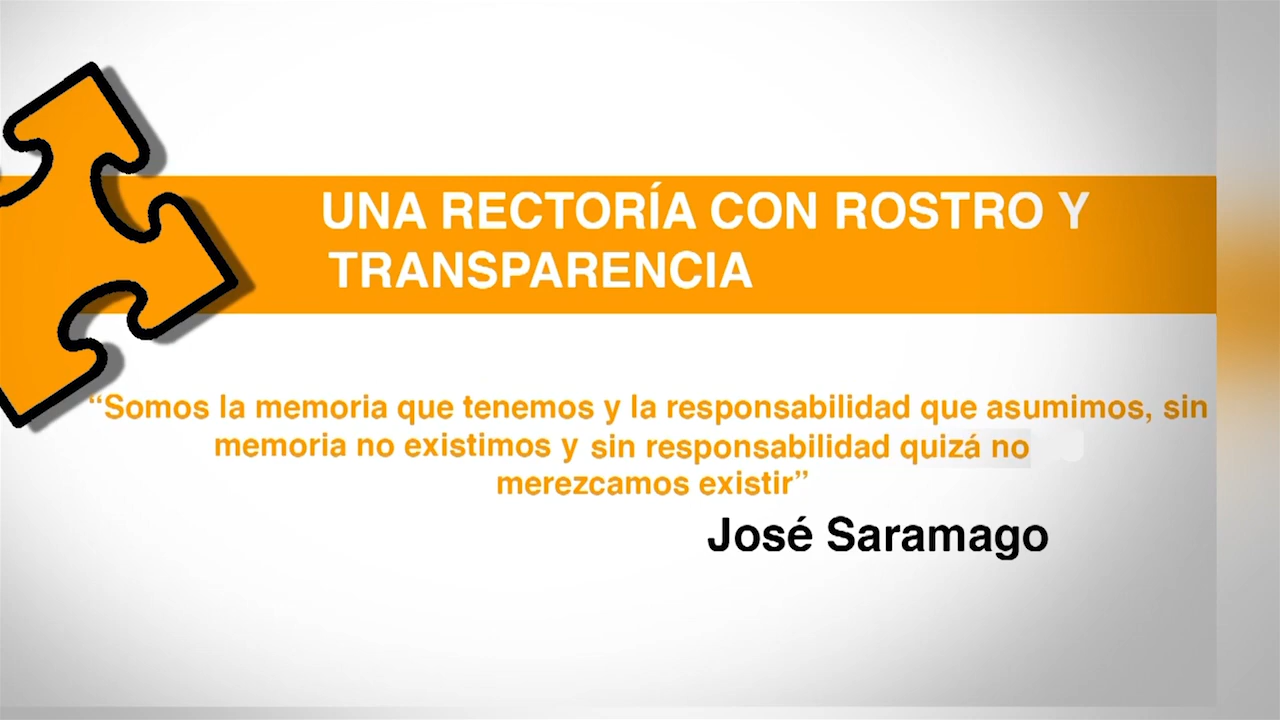 UNA RECTORÍA CON ROSTRO Y
TRANSPARENCIA
“Somos la memoria que tenemos y la responsabilidad que asumimos, sin
memoria no existimos y sin responsabilidad quizá no
merezcamos existir”
José Saramago